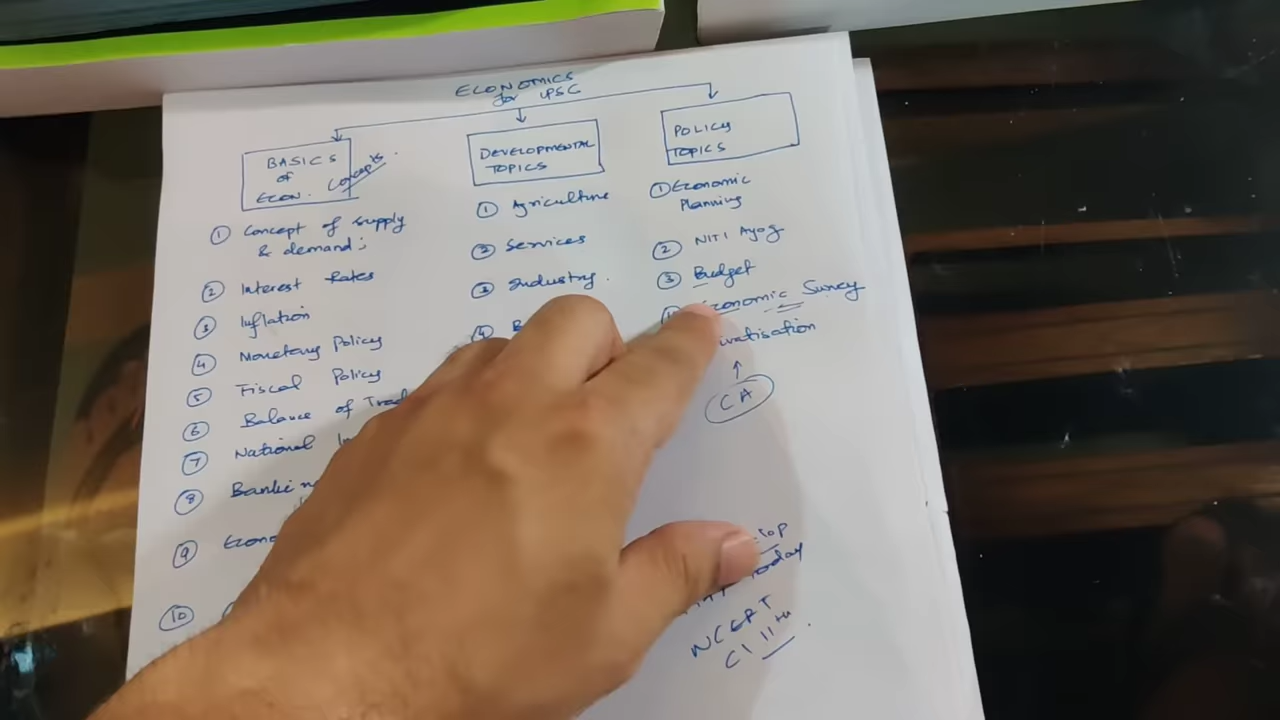 ECONOMICS
for UPSC
BASICS
of
ECON. Concepts.
① Concept of supply
& demand;
② Interest Rates
③ Inflation
④ Monetary Policy
⑤ Fiscal Policy
⑥ Balance of
⑦ National
⑧
⑨
⑩
DEVELOPMENTAL
TOPICS
① Agriculture
② Services
③ Industry.
④
POLICY
TOPICS
① Economic
Planning
② NITI Ayog
③ Budget
Economic Survey
CA
NCERT
Cl 11th.